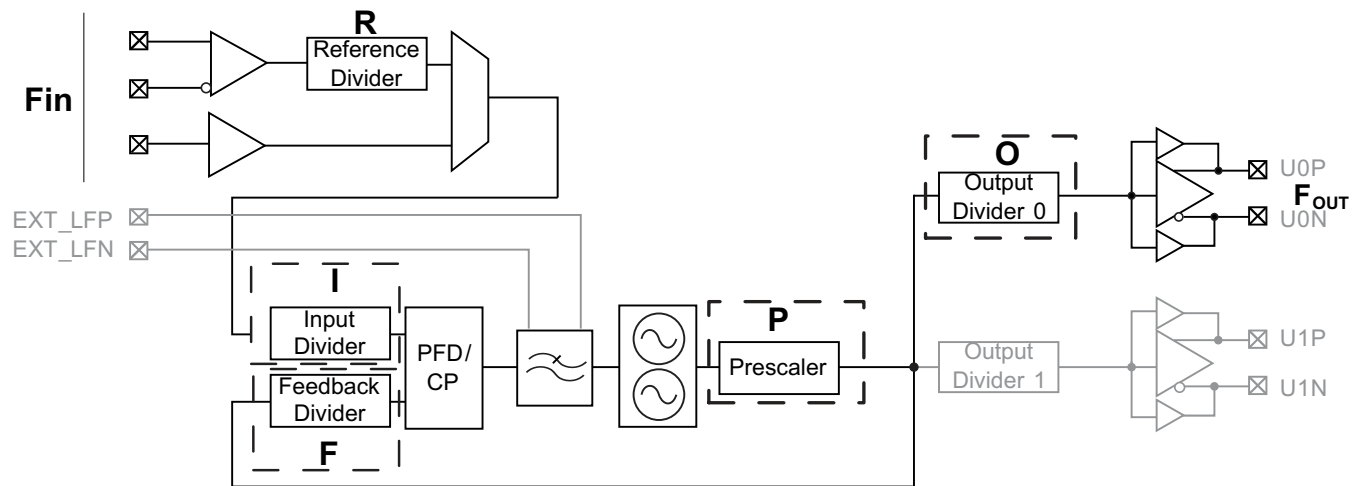 R
Reference
Divider
Fin
EXT_LFP
EXT_LFN
I
Input
Divider
Feedback
Divider
F
PFD/
CP
P
Prescaler
O
Output
Divider 0
Output
Divider 1
U0P
FOUT
U0N
U1P
U1N